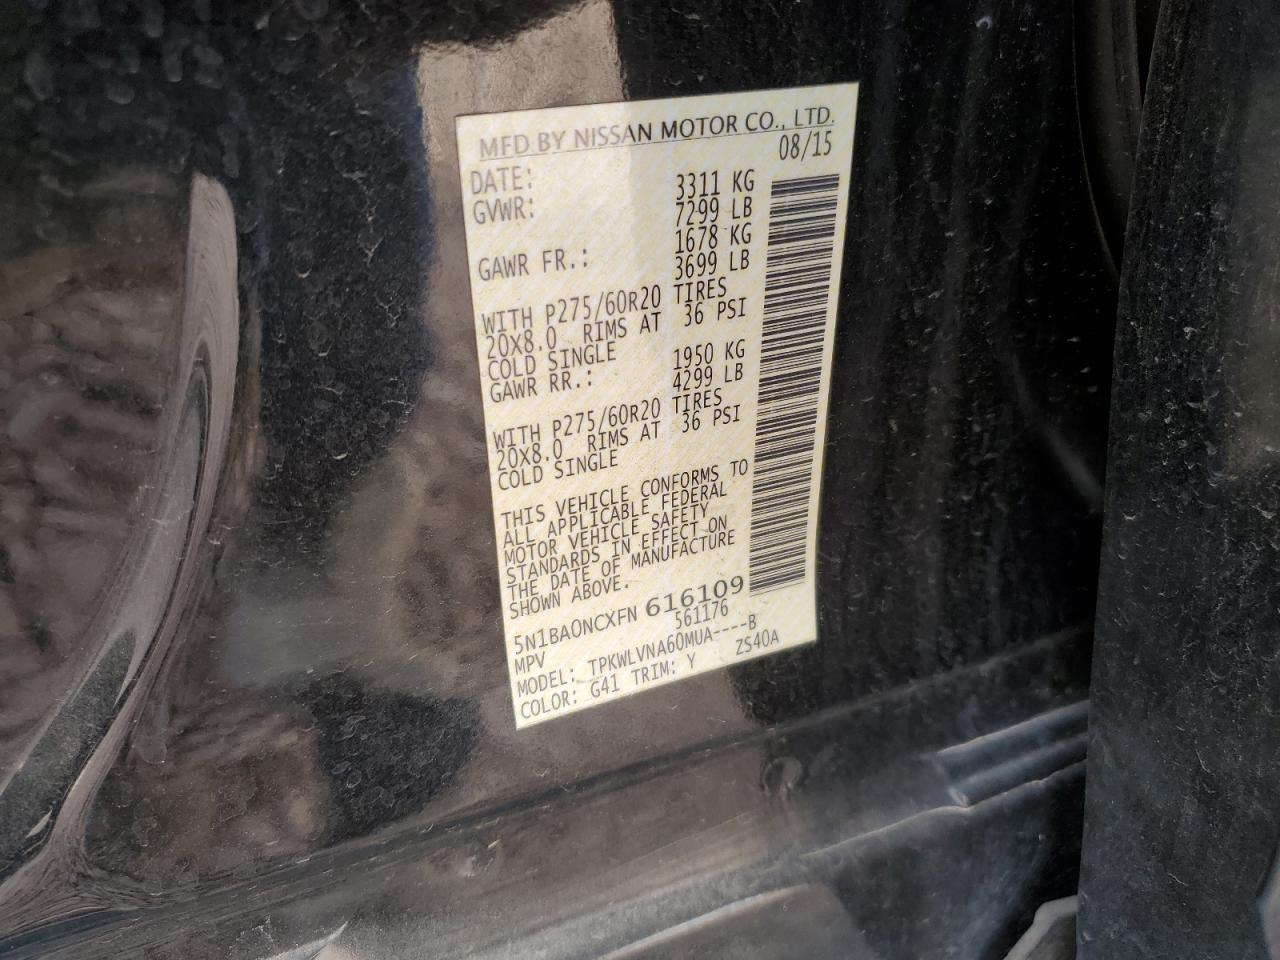 MFD BY NISSAN MOTOR CO., LTD.
DATE: 08/15
GVWR: 3311 KG
7299 LB
GAWR FR.: 1678 KG
3699 LB
WITH P275/60R20 TIRES
20X8.0 RIMS AT 36 PSI
COLD SINGLE
GAWR RR.: 1950 KG
4299 LB
WITH P275/60R20 TIRES
20X8.0 RIMS AT 36 PSI
COLD SINGLE
THIS VEHICLE CONFORMS TO
ALL APPLICABLE FEDERAL
MOTOR VEHICLE SAFETY
STANDARDS IN EFFECT ON
THE DATE OF MANUFACTURE
SHOWN ABOVE.
5N1BA0NCXFN 616109
MPV 561176
MODEL: TPKWLVNA60MUA----B
COLOR: G41 TRIM: Y ZS40A